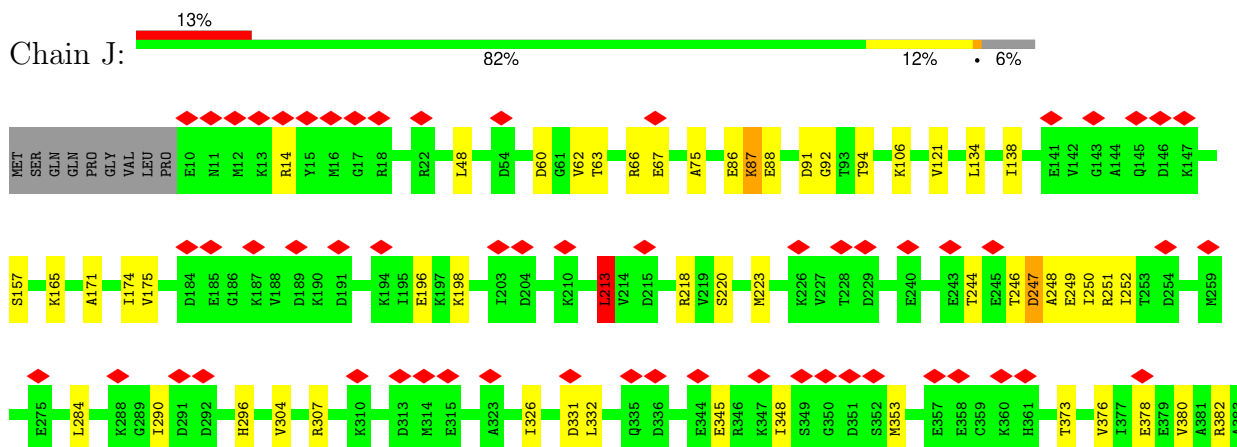 13%
Chain J:
82% 12% • 6%
MET SER GLN GLN PRO GLY VAL LEU PRO E10 N11 M12 K13 R14 Y15 M16 G17 R18 R22 L48 D54 D60 G61 V62 T63 R66 E67 A75 E86 K87 E88 D91 G92 T93 T94 K106 V121 L134 I138 E141 V142 G143 A144 Q145 D146 K147
S157 K165 A171 I174 V175 D184 E185 G186 K187 V188 D189 K190 D191 K194 I195 E196 K197 K198 I203 D204 K210 L213 V214 D215 R218 V219 S220 M223 K226 V227 T228 D229 E240 E243 T244 E245 T246 D247 A248 E249 I250 R251 I252 T253 D254 M259
E275 L284 K288 G289 I290 D291 D292 H296 V304 R307 K310 D313 M314 E315 A323 I326 D331 L332 Q335 D336 E344 E345 R346 K347 I348 S349 G350 D351 S352 M353 E357 E358 C359 K360 H361 T373 V376 I377 E378 E379 V380 A381 R382